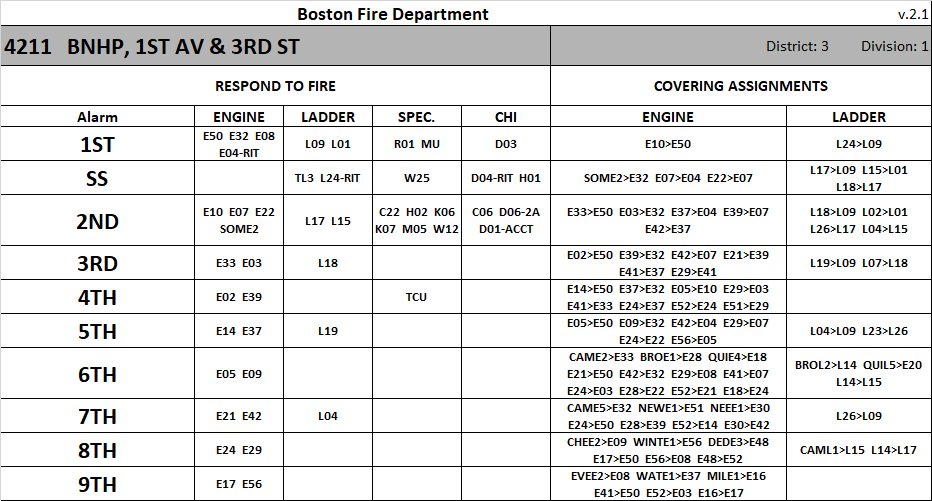 Boston Fire Department v.2.1
4211 BNHP, 1ST AV & 3RD ST District: 3 Division: 1
RESPOND TO FIRE COVERING ASSIGNMENTS
Alarm ENGINE LADDER SPEC. CHI ENGINE LADDER
1ST E50 E32 E08 L09 L01 R01 MU D03 E10>E50 L24>L09
E04-RIT
SS TL3 L24-RIT W25 D04-RIT H01 SOME2>E32 E07>E04 E22>E07 L17>L09 L15>L01
L18>L17
2ND E10 E07 E22 L17 L15 C22 H02 K06 C06 D06-2A E33>E50 E03>E32 E37>E04 E39>E07 L18>L09 L02>L01
SOME2 K07 M05 W12 D01-ACCT E42>E37 L26>L17 L04>L15
3RD E33 E03 L18 E02>E50 E39>E32 E42>E07 E21>E39 L19>L09 L07>L18
E41>E37 E29>E41
4TH E02 E39 TCU E14>E50 E37>E32 E05>E10 E29>E03
E41>E33 E24>E37 E52>E24 E51>E29
5TH E14 E37 L19 E05>E50 E09>E32 E42>E04 E29>E07 L04>L09 L23>L26
E24>E22 E56>E05
6TH E05 E09 CAME2>E33 BROE1>E28 QUIE4>E18 BROL2>L14 QUIL5>E20
E21>E50 E42>E32 E29>E08 E41>E07 L14>L15
E24>E03 E28>E22 E52>E21 E18>E24
7TH E21 E42 L04 CAME5>E32 NEWE1>E51 NEEE1>E30 L26>L09
E24>E50 E28>E39 E52>E14 E30>E42
8TH E24 E29 CHEE2>E09 WINTE1>E56 DEDE3>E48 CAML1>L15 L14>L17
E17>E50 E56>E08 E48>E52
9TH E17 E56 EVEE2>E08 WATE1>E37 MILE1>E16
E41>E50 E52>E03 E16>E17